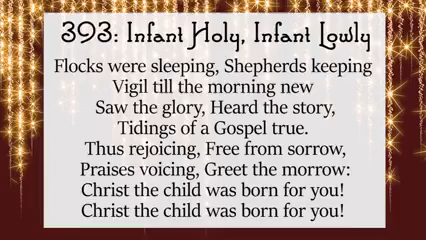 393: Infant Holy, Infant Lowly
Flocks were sleeping, Shepherds keeping
Vigil till the morning new
Saw the glory, Heard the story,
Tidings of a Gospel true.
Thus rejoicing, Free from sorrow,
Praises voicing, Greet the morrow:
Christ the child was born for you!
Christ the child was born for you!